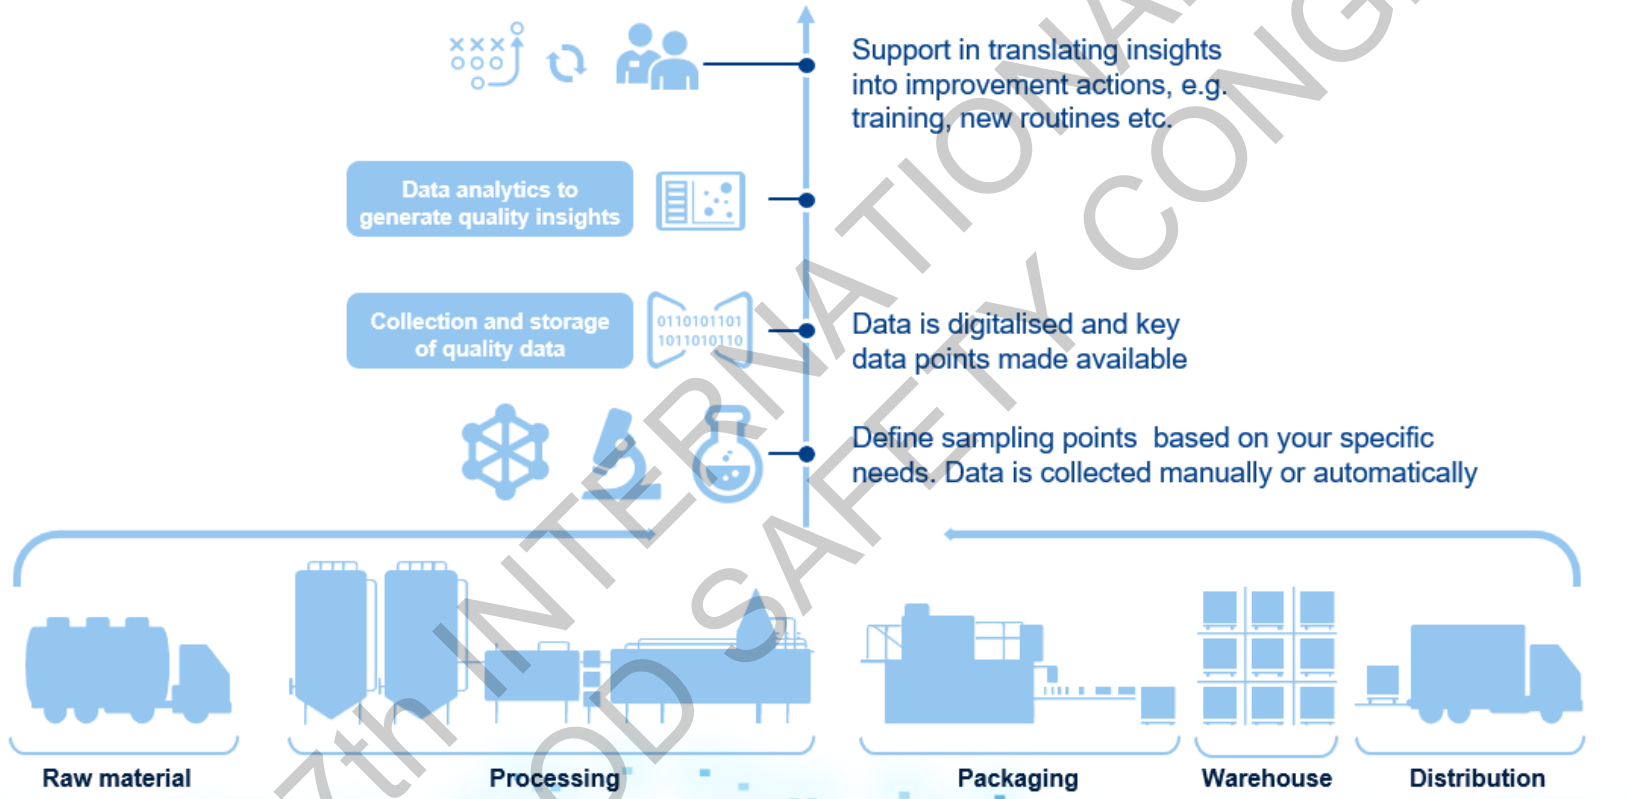 Support in translating insights
into improvement actions, e.g.
training, new routines etc.
Data analytics to
generate quality insights
Collection and storage
of quality data
0110101101
1011010110
Data is digitalised and key
data points made available
Define sampling points based on your specific
needs. Data is collected manually or automatically
Raw material
Processing
Packaging
Warehouse
Distribution
7th INTERNATIONA
OD SAFETY CONG